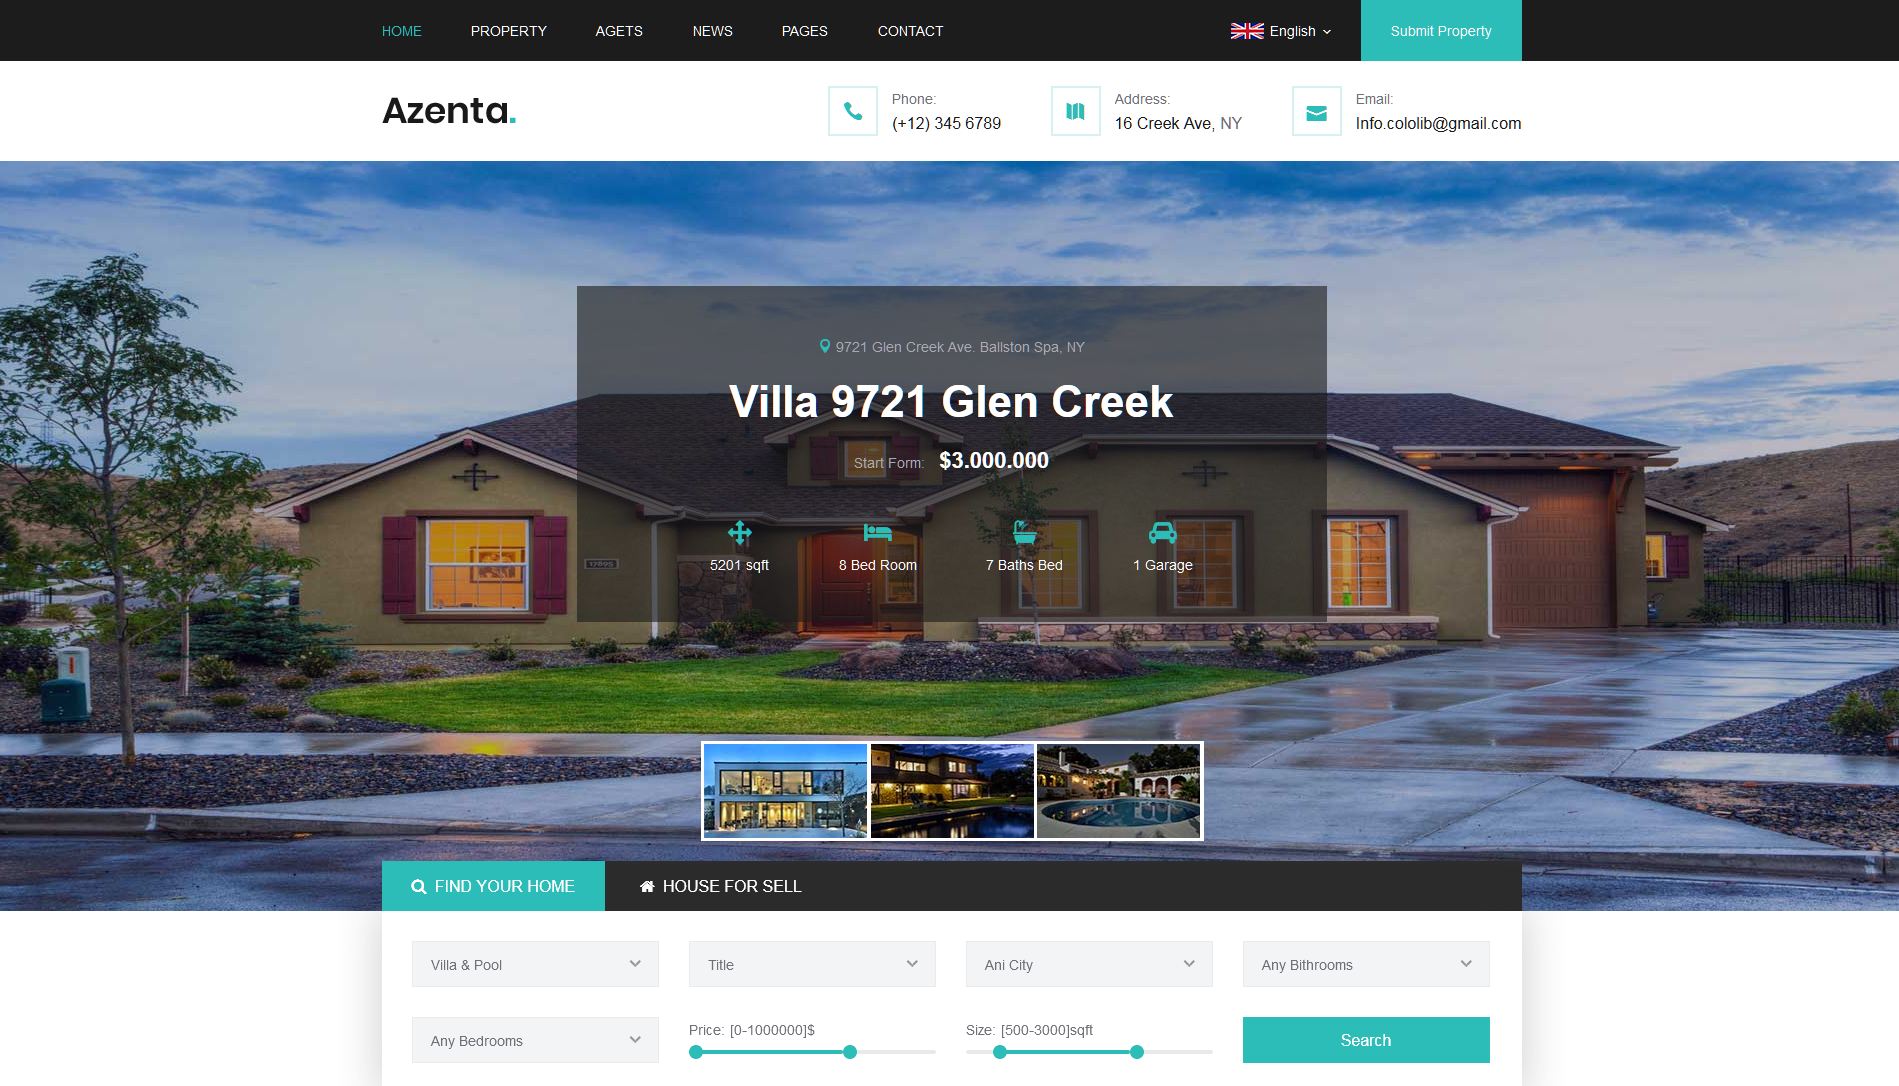 HOME PROPERTY AGETS NEWS PAGES CONTACT English Submit Property
Azenta.
Phone:
(+12) 345 6789
Address:
16 Creek Ave, NY
Email:
Info.cololib@gmail.com
9721 Glen Creek Ave. Ballston Spa, NY
Villa 9721 Glen Creek
Start Form: $3.000.000
5201 sqft 8 Bed Room 7 Baths Bed 1 Garage
17895
FIND YOUR HOME HOUSE FOR SELL
Villa & Pool Title Ani City Any Bithrooms
Any Bedrooms
Price: [0-1000000]$
Size: [500-3000]sqft
Search